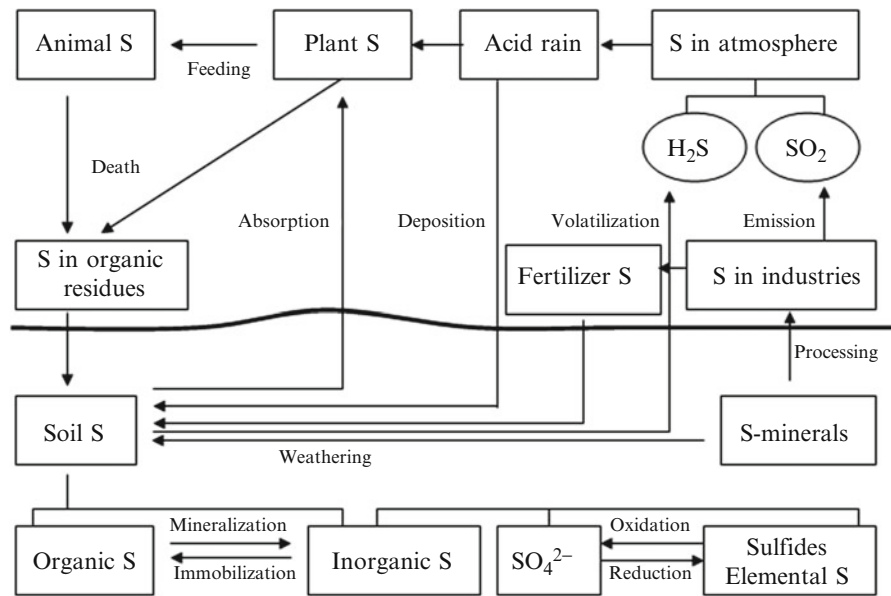 Animal S
Plant S
Acid rain
S in atmosphere
Feeding
H₂S
SO₂
Death
Absorption
Deposition
Volatilization
Emission
S in organic
residues
Fertilizer S
S in industries
Processing
Soil S
S-minerals
Weathering
Organic S
Mineralization
Immobilization
Inorganic S
SO₄²⁻
Oxidation
Reduction
Sulfides
Elemental S